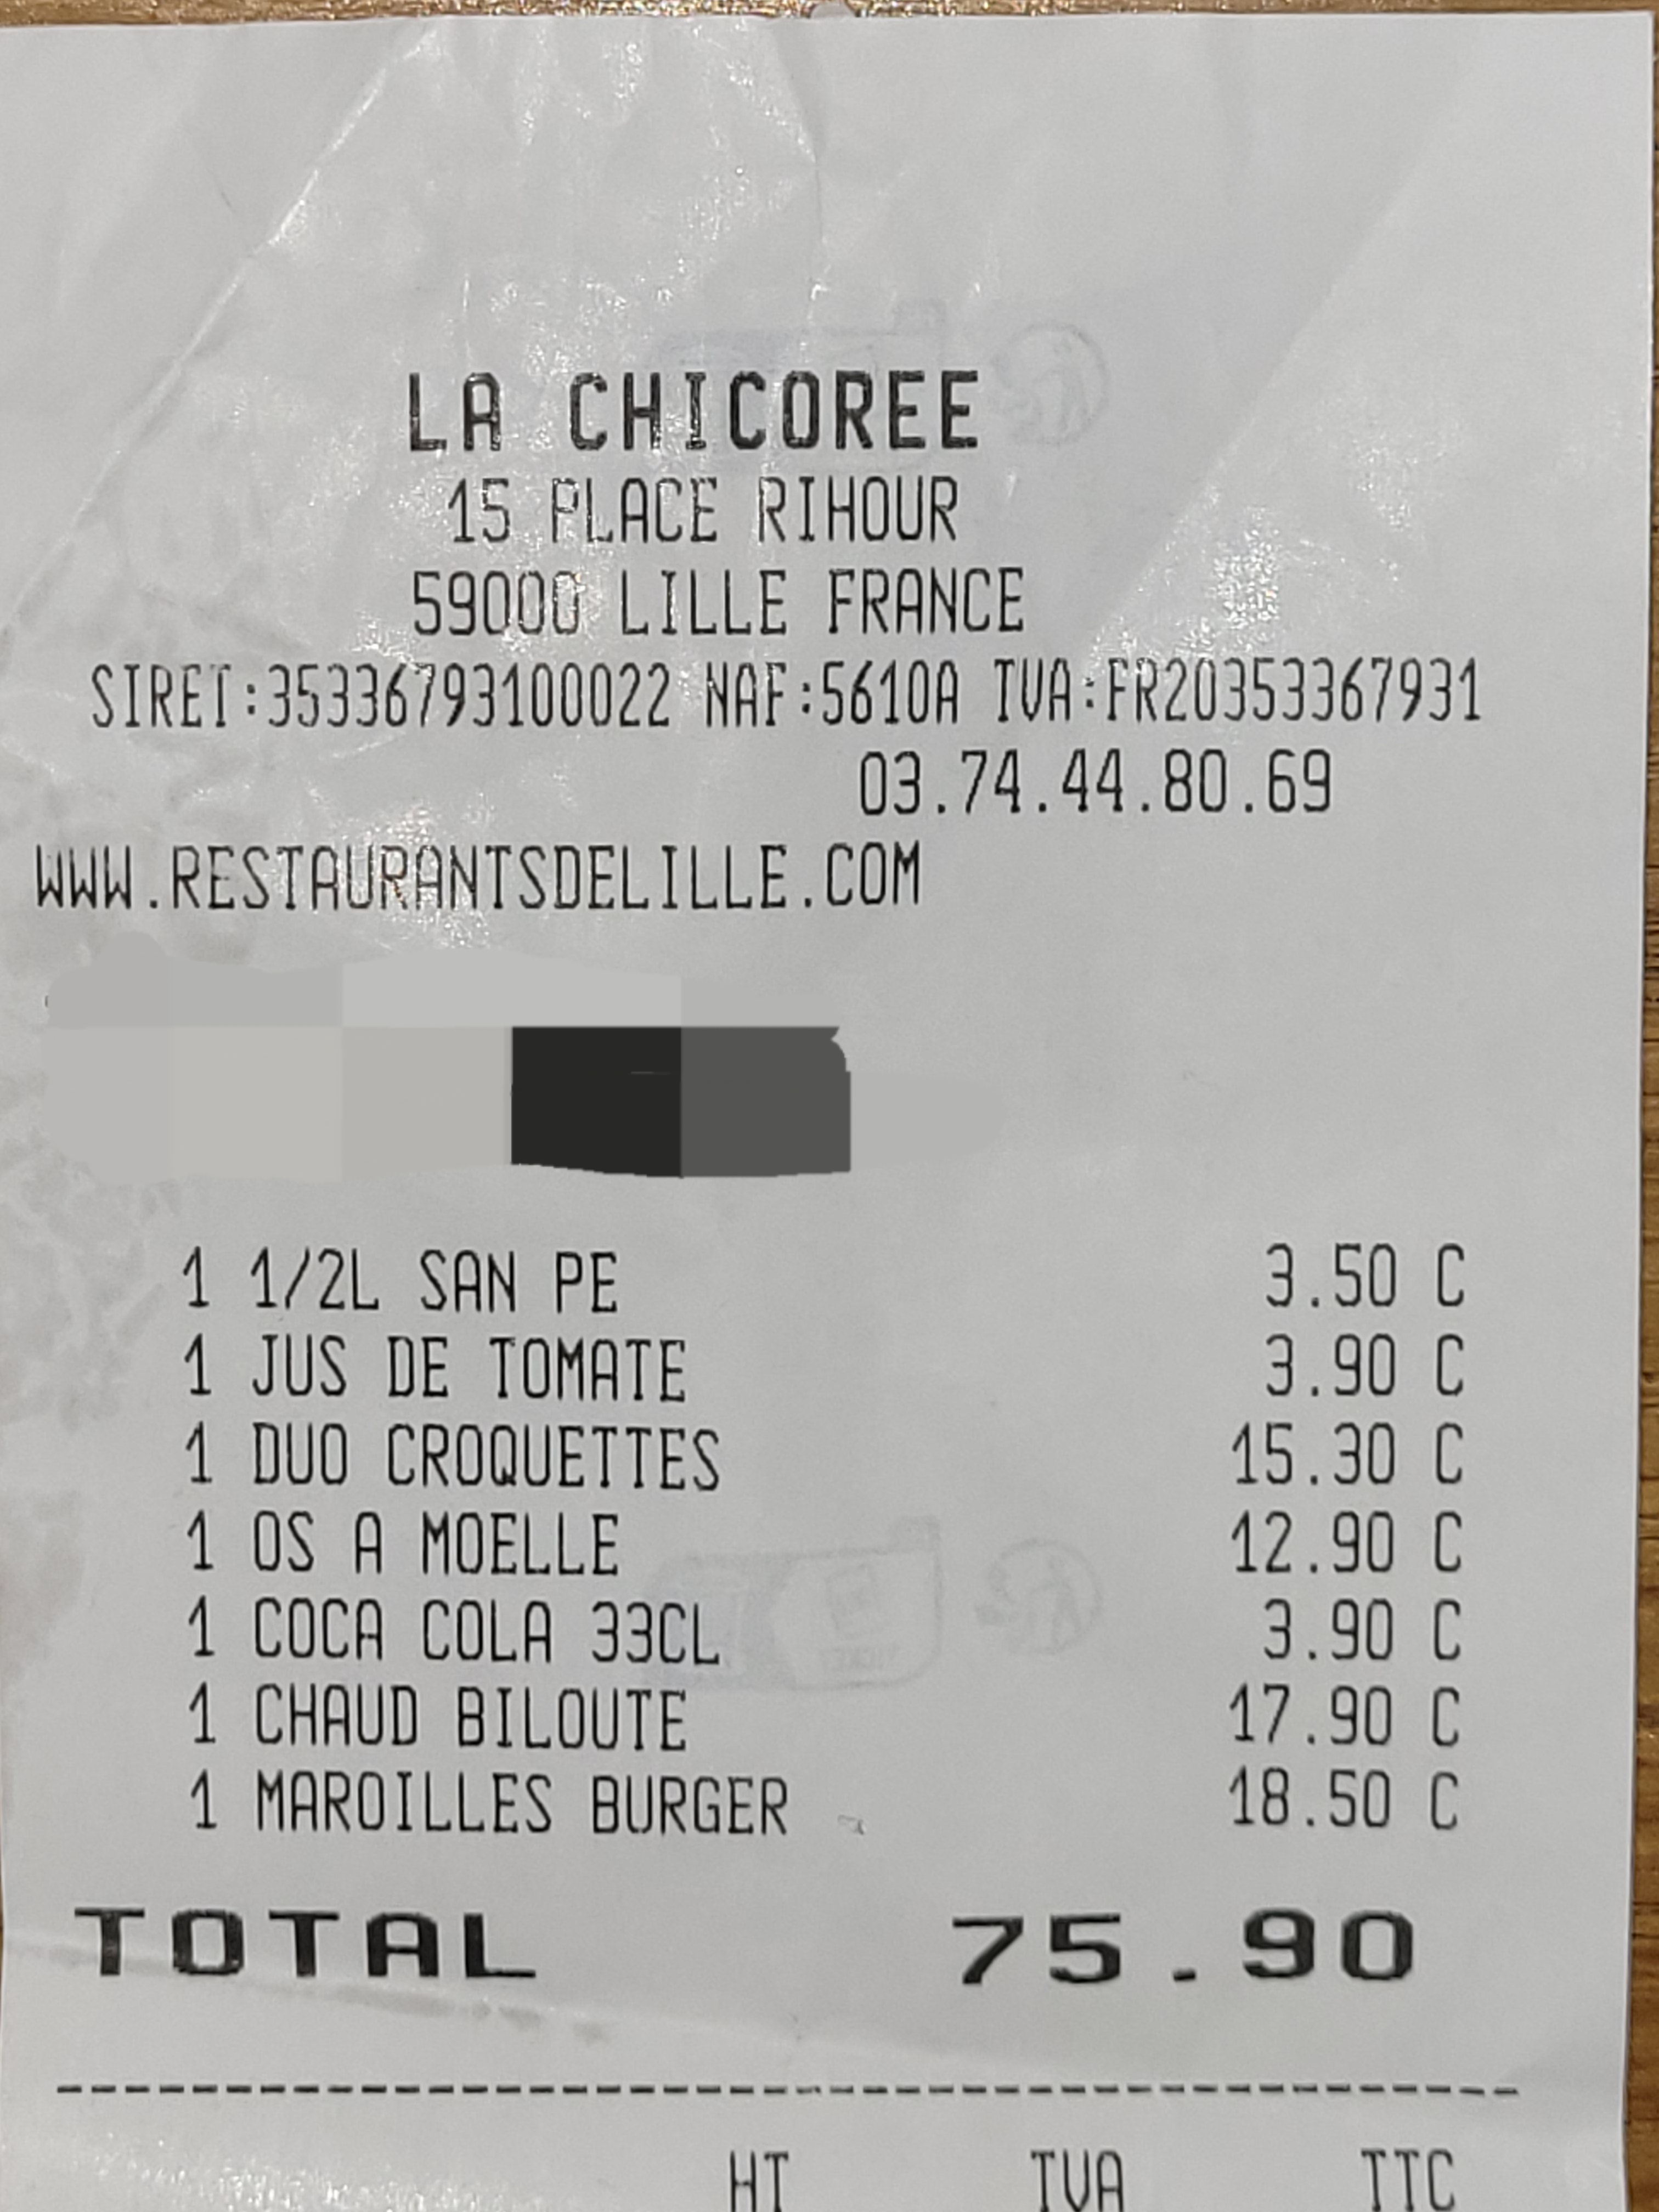 LA CHICOREE
15 PLACE RIHOUR
59000 LILLE FRANCE
SIRET:35336793100022 NAF:5610A TVA:FR20353367931
03.74.44.80.69
WWW.RESTAURANTSDELILLE.COM
1 1/2L SAN PE 3.50 C
1 JUS DE TOMATE 3.90 C
1 DUO CROQUETTES 15.30 C
1 OS A MOELLE 12.90 C
1 COCA COLA 33CL 3.90 C
1 CHAUD BILOUTE 17.90 C
1 MAROILLES BURGER 18.50 C
TOTAL 75.90
HT TVA TTC